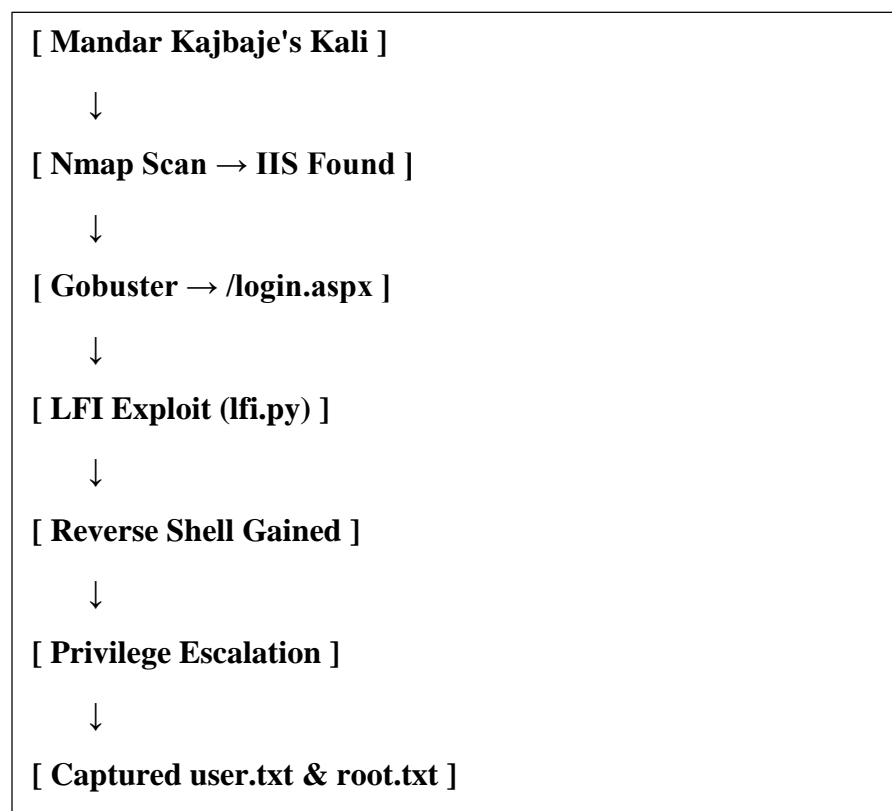 [ Mandar Kajbaje's Kali ]
↓
[ Nmap Scan → IIS Found ]
↓
[ Gobuster → /login.aspx ]
↓
[ LFI Exploit (lfi.py) ]
↓
[ Reverse Shell Gained ]
↓
[ Privilege Escalation ]
↓
[ Captured user.txt & root.txt ]